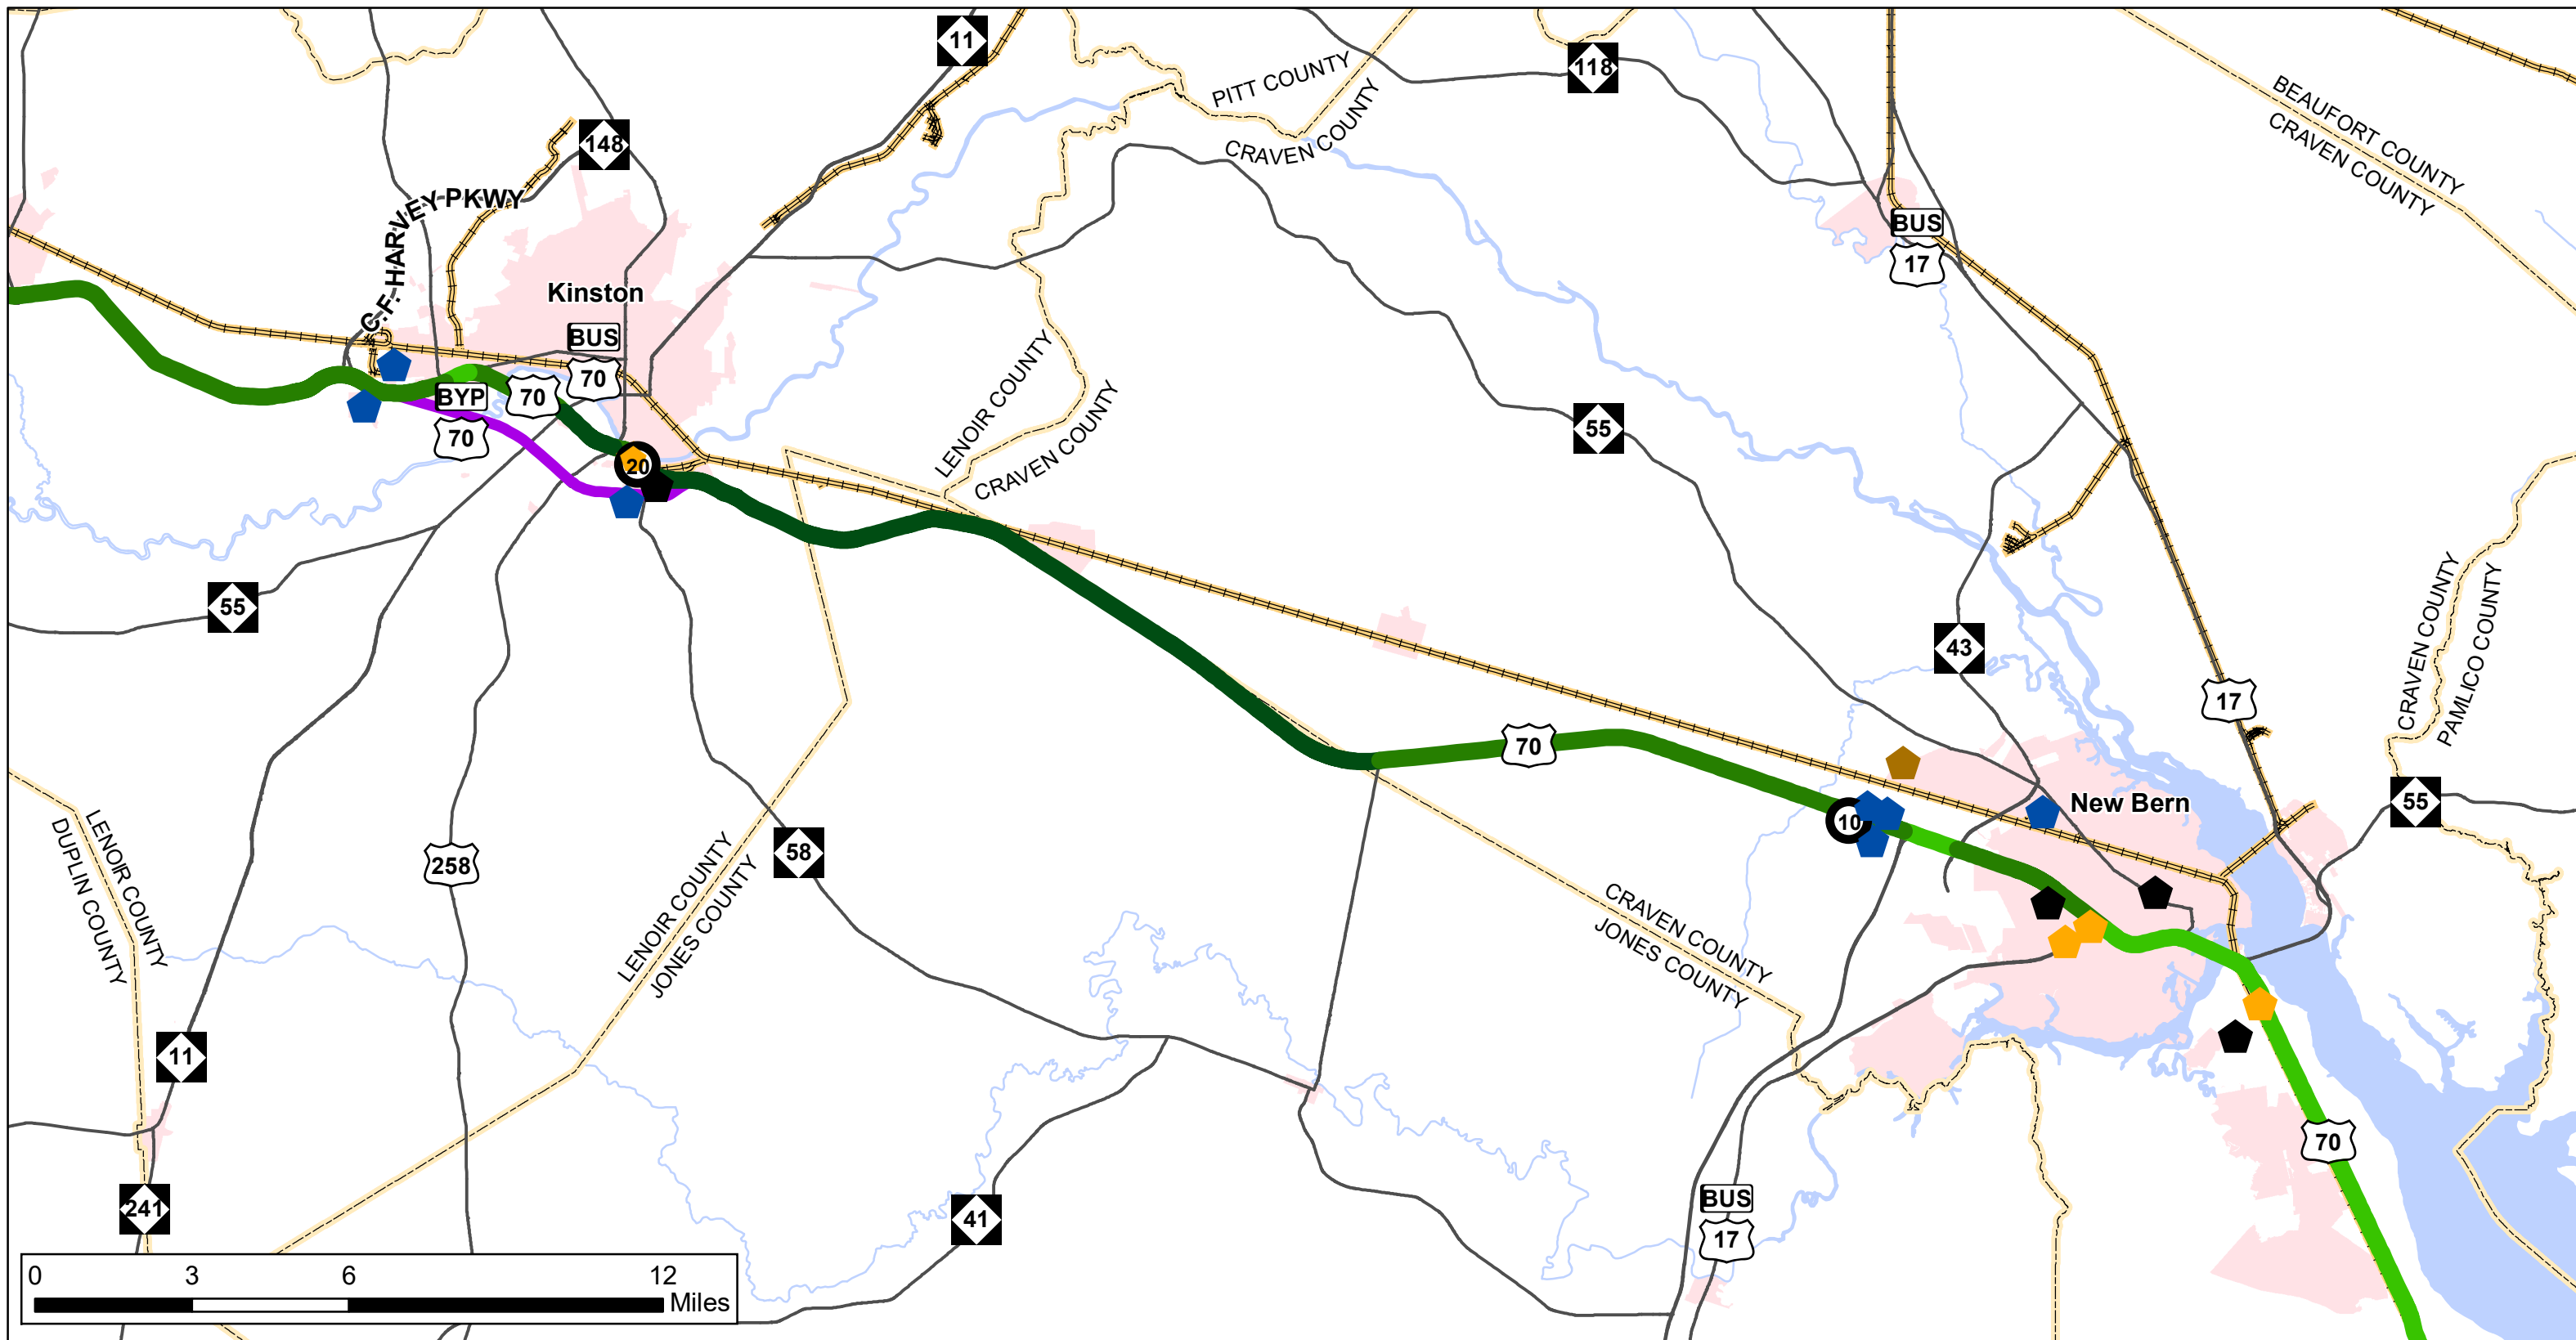 11
118
PITT COUNTY
CRAVEN COUNTY
BEAUFORT COUNTY
CRAVEN COUNTY
148
C.F. HARVEY PKWY
BUS
17
Kinston
BUS
70
BYP
70
70
LENOIR COUNTY
CRAVEN COUNTY
55
20
55
43
CRAVEN COUNTY
PAMLICO COUNTY
17
70
10
New Bern
55
LENOIR COUNTY
DUPLIN COUNTY
258
58
LENOIR COUNTY
JONES COUNTY
CRAVEN COUNTY
JONES COUNTY
11
70
241
41
BUS
17
0 3 6 12
Miles